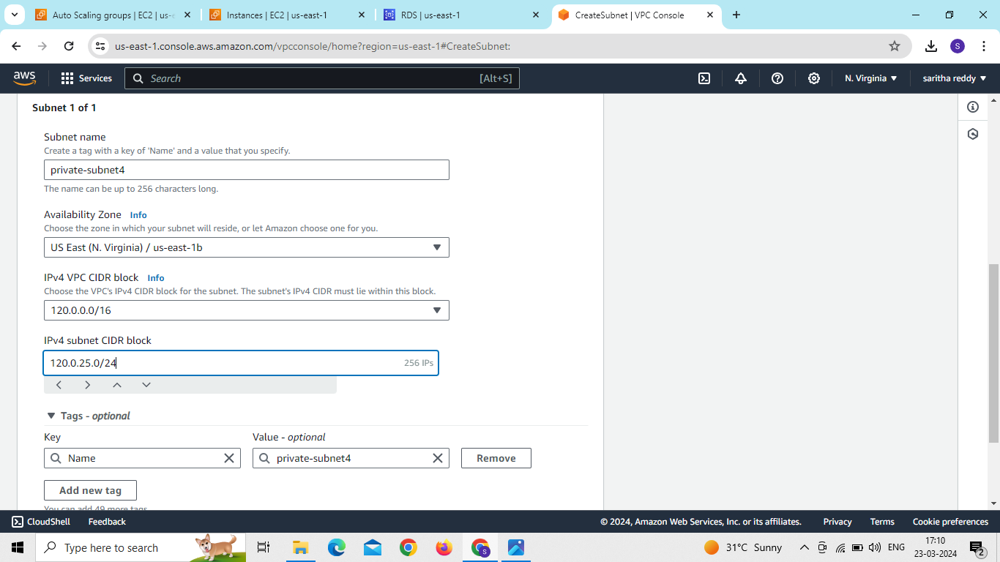 Auto Scaling groups | EC2 | us-e
Instances | EC2 | us-east-1
RDS | us-east-1
CreateSubnet | VPC Console
us-east-1.console.aws.amazon.com/vpcconsole/home?region=us-east-1#CreateSubnet:
S
aws
Services
Search
[Alt+S]
N. Virginia
saritha reddy
Subnet 1 of 1
Subnet name
Create a tag with a key of 'Name' and a value that you specify.
private-subnet4
The name can be up to 256 characters long.
Availability Zone Info
Choose the zone in which your subnet will reside, or let Amazon choose one for you.
US East (N. Virginia) / us-east-1b
IPv4 VPC CIDR block Info
Choose the VPC's IPv4 CIDR block for the subnet. The subnet's IPv4 CIDR must lie within this block.
120.0.0.0/16
IPv4 subnet CIDR block
120.0.25.0/24 256 IPs
Tags - optional
Key Value - optional
Name private-subnet4 Remove
Add new tag
You can add 49 more tags
CloudShell Feedback © 2024, Amazon Web Services, Inc. or its affiliates. Privacy Terms Cookie preferences
Type here to search
S
31°C Sunny
ENG
17:10
23-03-2024
2